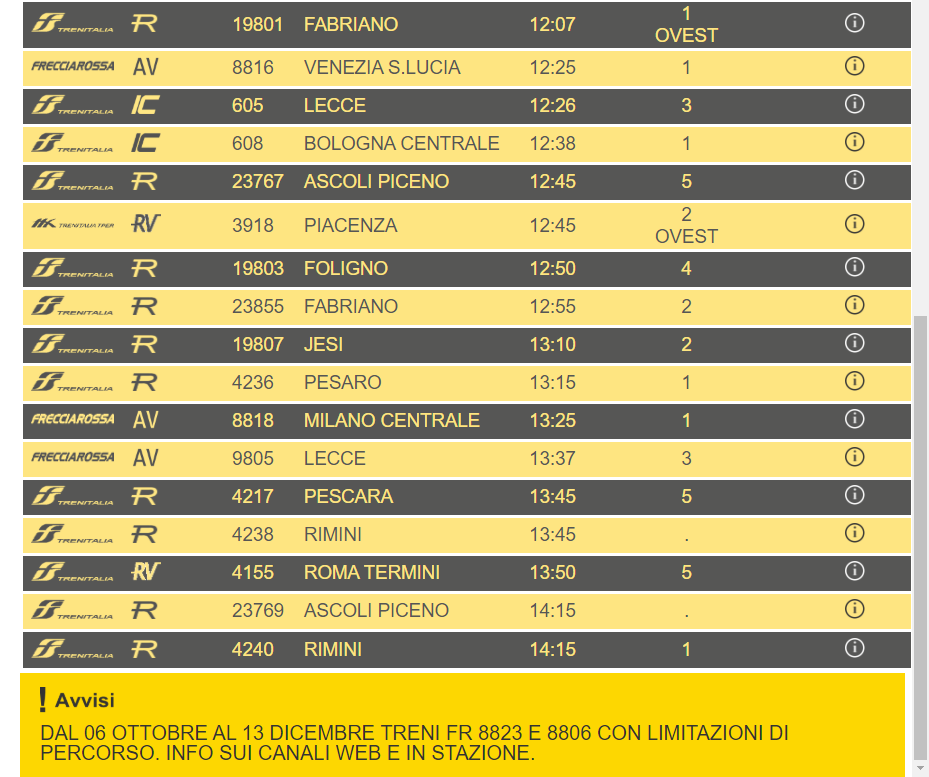 TRENITALIA R 19801 FABRIANO 12:07 1 OVEST
FRECCIAROSSA AV 8816 VENEZIA S.LUCIA 12:25 1
TRENITALIA IC 605 LECCE 12:26 3
TRENITALIA IC 608 BOLOGNA CENTRALE 12:38 1
TRENITALIA R 23767 ASCOLI PICENO 12:45 5
TRENITALIA TPER RV 3918 PIACENZA 12:45 2 OVEST
TRENITALIA R 19803 FOLIGNO 12:50 4
TRENITALIA R 23855 FABRIANO 12:55 2
TRENITALIA R 19807 JESI 13:10 2
TRENITALIA R 4236 PESARO 13:15 1
FRECCIAROSSA AV 8818 MILANO CENTRALE 13:25 1
FRECCIAROSSA AV 9805 LECCE 13:37 3
TRENITALIA R 4217 PESCARA 13:45 5
TRENITALIA R 4238 RIMINI 13:45 .
TRENITALIA RV 4155 ROMA TERMINI 13:50 5
TRENITALIA R 23769 ASCOLI PICENO 14:15 .
TRENITALIA R 4240 RIMINI 14:15 1
! Avvisi
DAL 06 OTTOBRE AL 13 DICEMBRE TRENI FR 8823 E 8806 CON LIMITAZIONI DI
PERCORSO. INFO SUI CANALI WEB E IN STAZIONE.